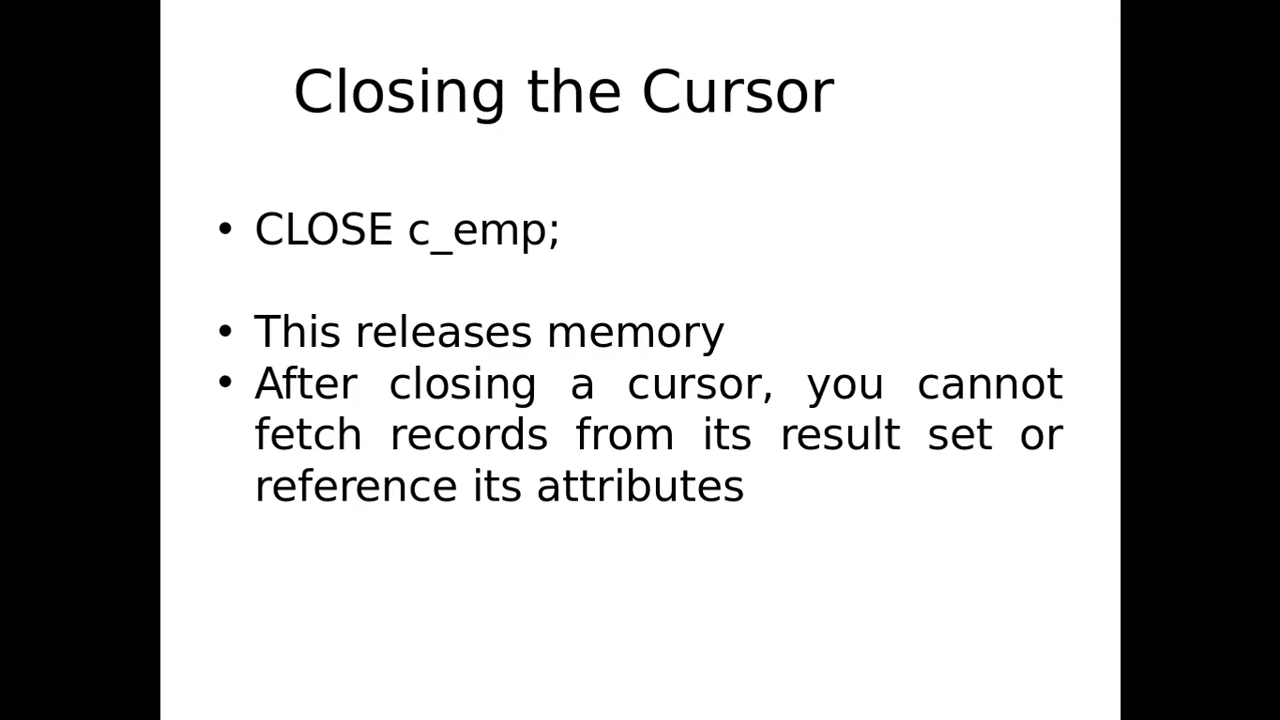 Closing the Cursor
• CLOSE c_emp;
• This releases memory
• After closing a cursor, you cannot
fetch records from its result set or
reference its attributes